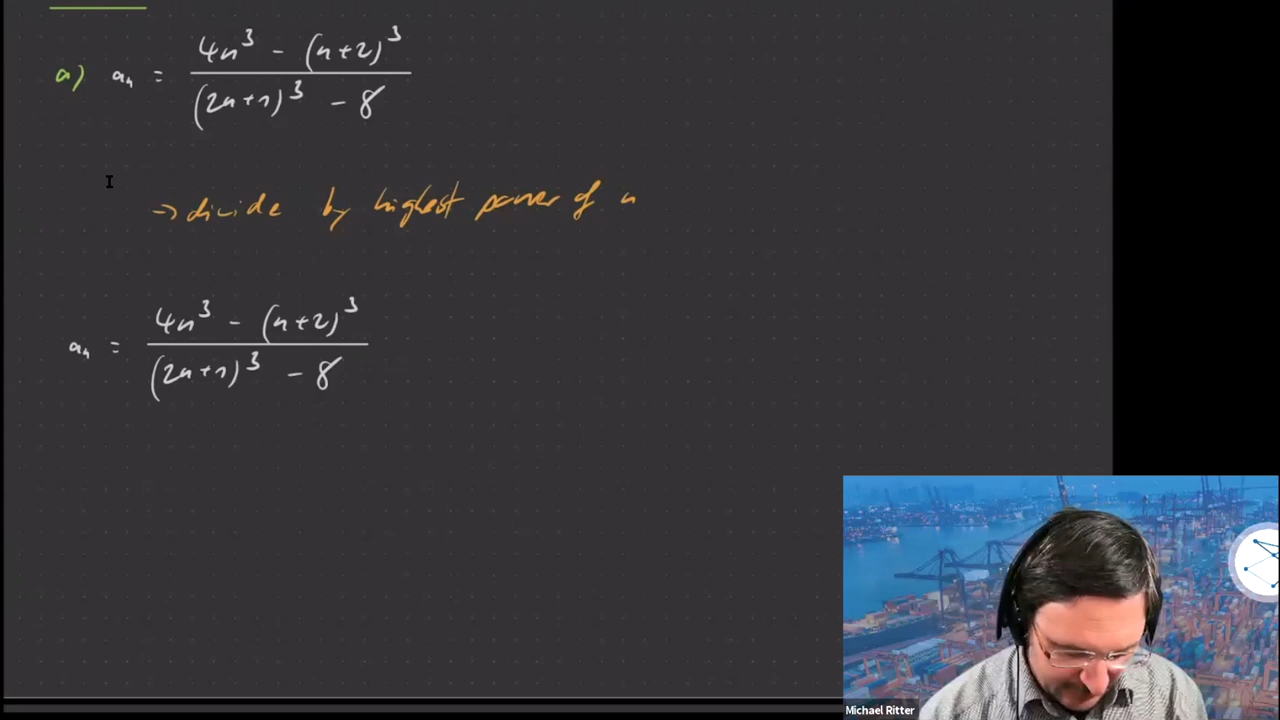 a) aₙ = (4n³ - (n+2)³) / ((2n+1)³ - 8)
→ divide by highest power of n
aₙ = (4n³ - (n+2)³) / ((2n+1)³ - 8)
Michael Ritter